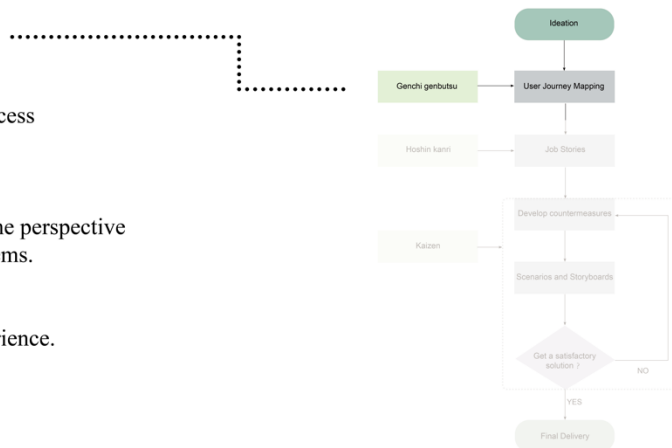 Ideation
Genchi genbutsu
User Journey Mapping
cess
Hoshin kanri
Job Stories
Develop countermeasures
ne perspective
ms.
Kaizen
Scenarios and Storyboards
rience.
Get a satisfactory
solution ?
NO
YES
Final Delivery